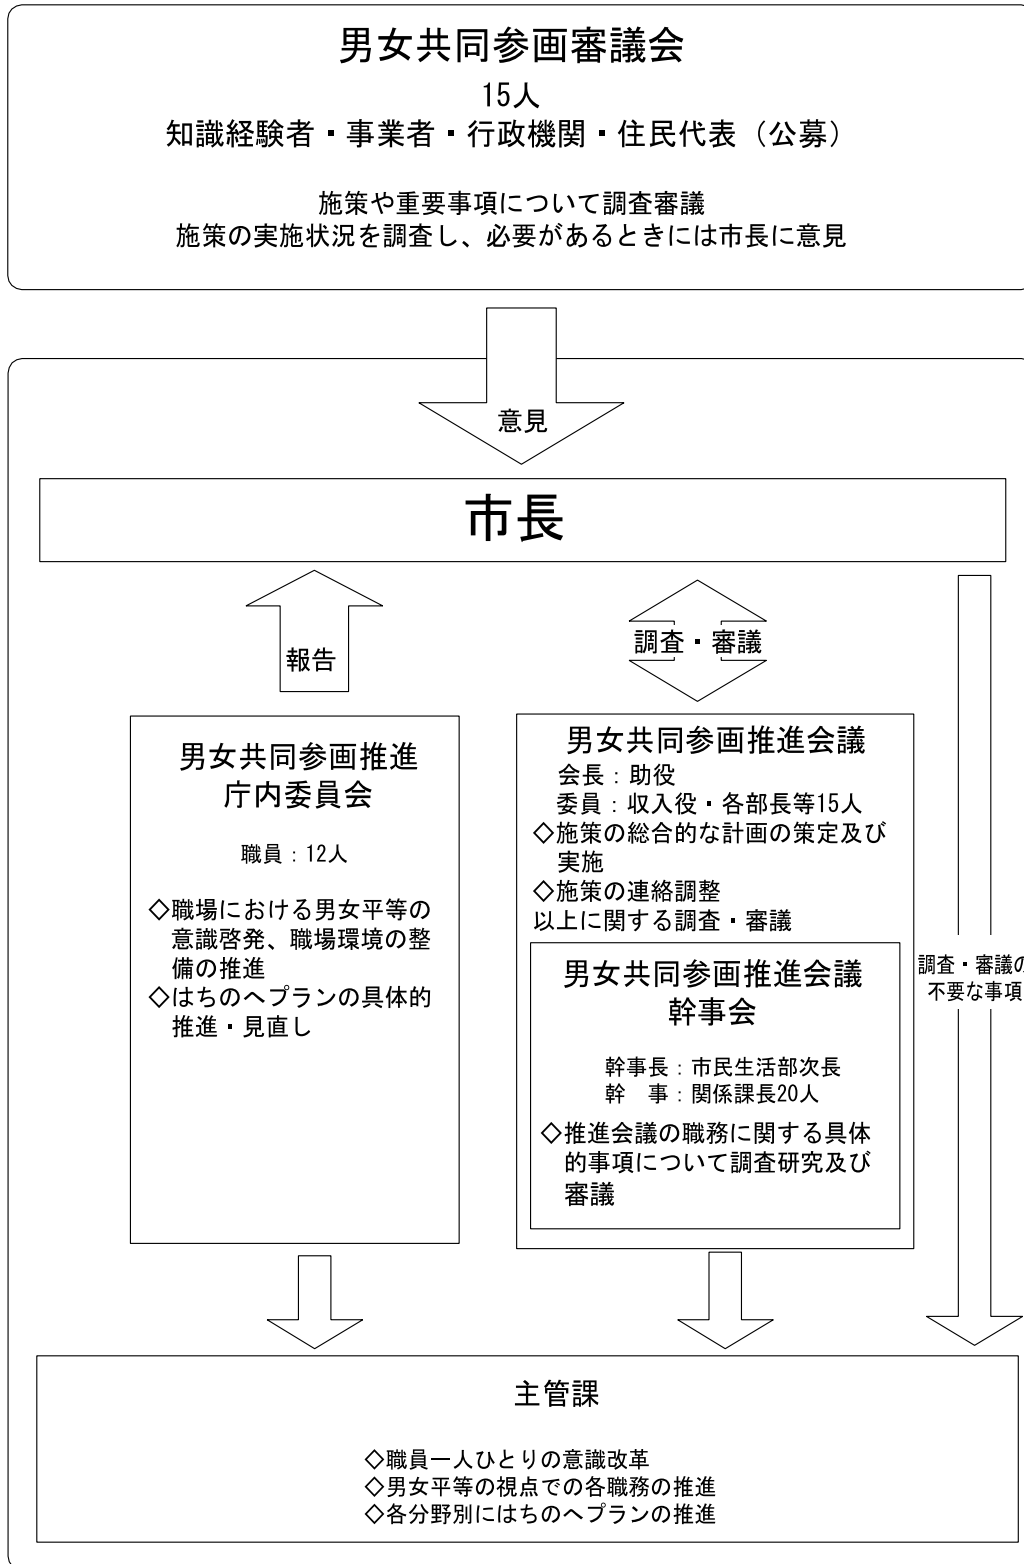 男女共同参画審議会
15人
知識経験者・事業者・行政機関・住民代表（公募）
施策や重要事項について調査審議
施策の実施状況を調査し、必要があるときには市長に意見
意見
市長
報告
調査・審議
男女共同参画推進
庁内委員会
職員：12人
◇職場における男女平等の
意識啓発、職場環境の整
備の推進
◇はちのへプランの具体的
推進・見直し
男女共同参画推進会議
会長：助役
委員：収入役・各部長等15人
◇施策の総合的な計画の策定及び
実施
◇施策の連絡調整
以上に関する調査・審議
男女共同参画推進会議
幹事会
幹事長：市民生活部次長
幹　事：関係課長20人
◇推進会議の職務に関する具体
的事項について調査研究及び
審議
調査・審議の
不要な事項
主管課
◇職員一人ひとりの意識改革
◇男女平等の視点での各職務の推進
◇各分野別にはちのへプランの推進